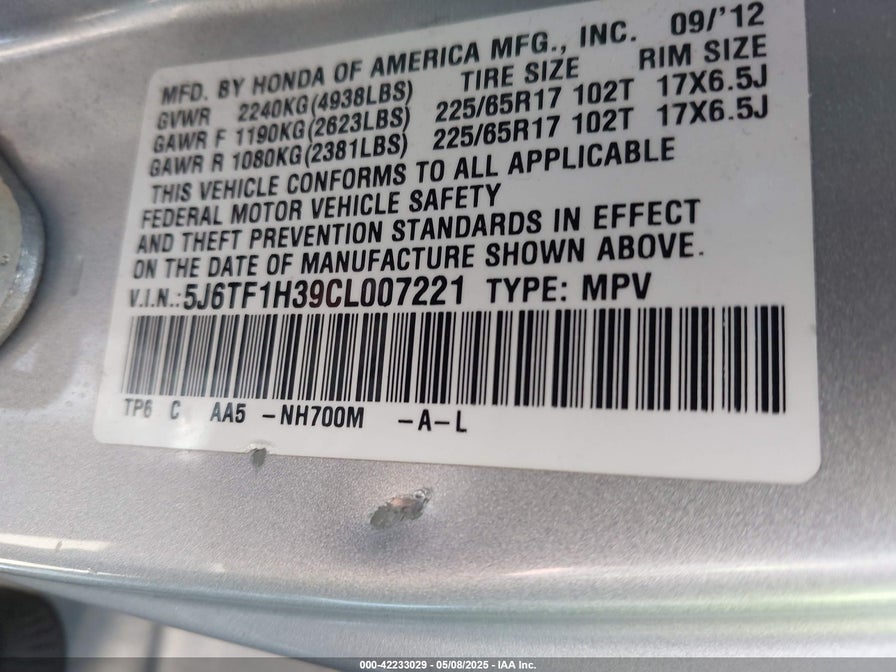 MFD. BY HONDA OF AMERICA MFG., INC. 09/'12
GVWR 2240KG(4938LBS) TIRE SIZE RIM SIZE
GAWR F 1190KG(2623LBS) 225/65R17 102T 17X6.5J
GAWR R 1080KG(2381LBS) 225/65R17 102T 17X6.5J
THIS VEHICLE CONFORMS TO ALL APPLICABLE
FEDERAL MOTOR VEHICLE SAFETY
AND THEFT PREVENTION STANDARDS IN EFFECT
ON THE DATE OF MANUFACTURE SHOWN ABOVE.
V.I.N.:5J6TF1H39CL007221 TYPE: MPV
TP6 C AA5 -NH700M -A-L
000-42233029 - 05/08/2025 - IAA Inc.